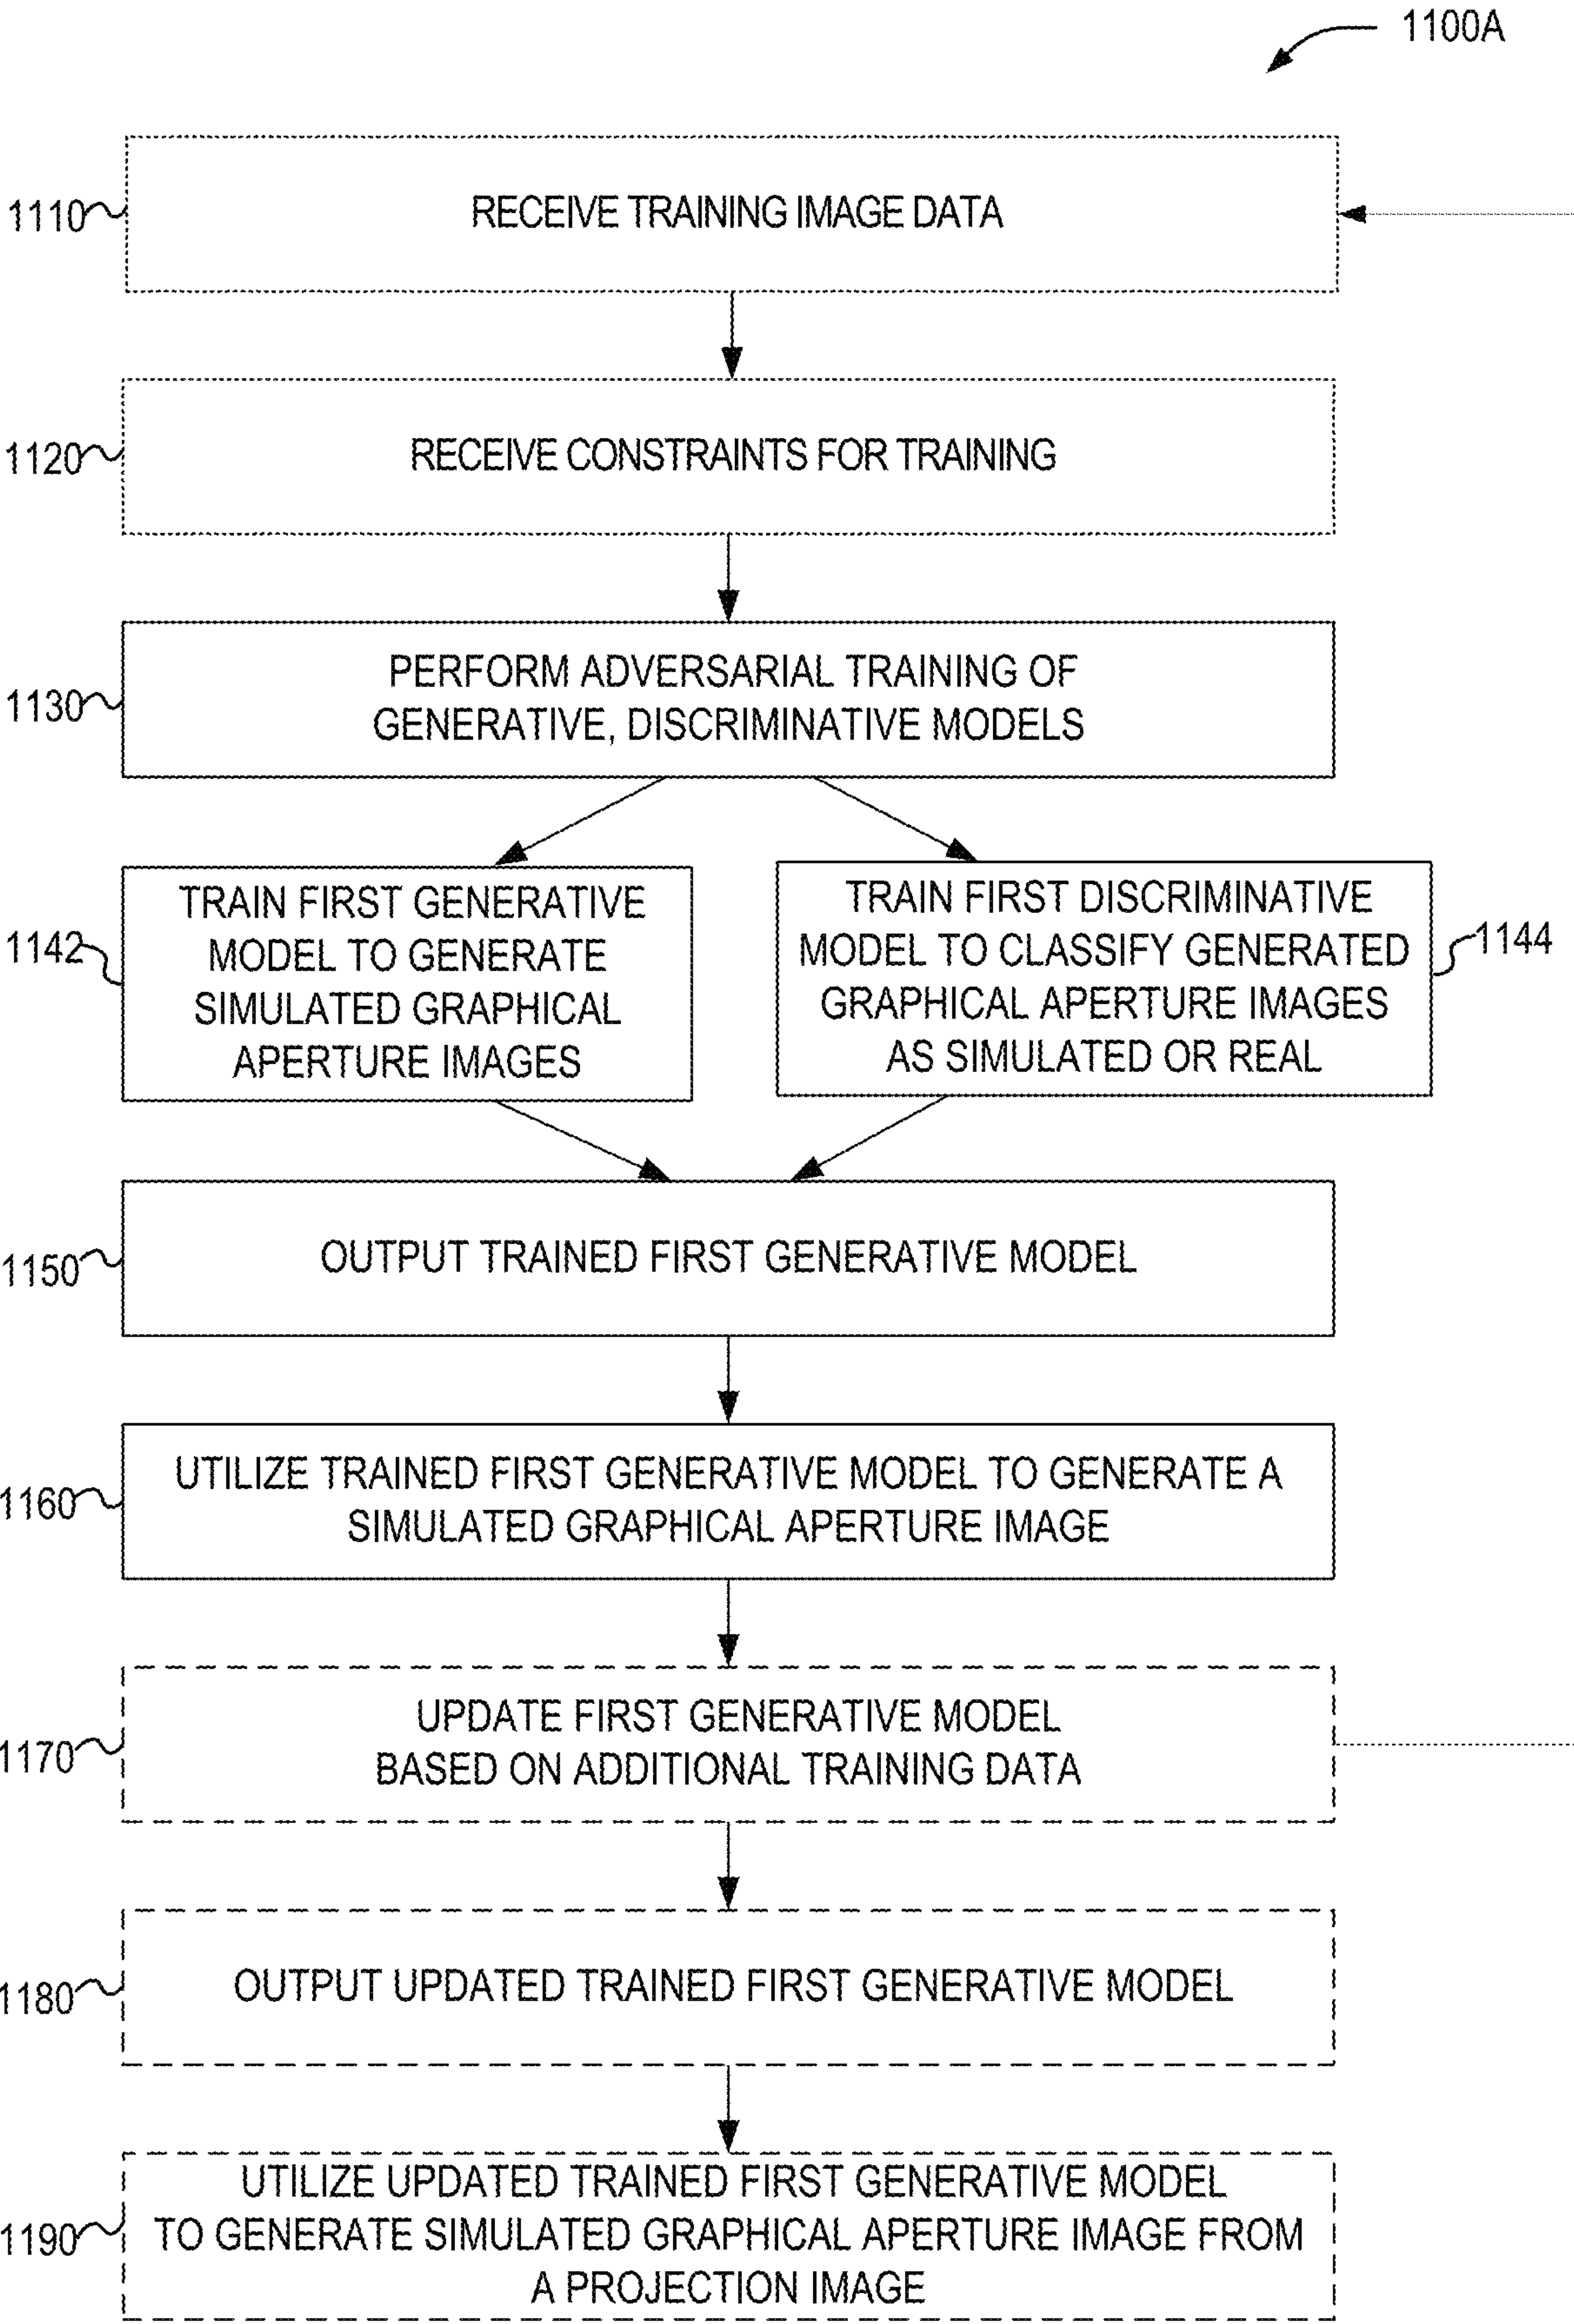 1100A
1110
RECEIVE TRAINING IMAGE DATA
1120
RECEIVE CONSTRAINTS FOR TRAINING
1130
PERFORM ADVERSARIAL TRAINING OF
GENERATIVE, DISCRIMINATIVE MODELS
1142
TRAIN FIRST GENERATIVE
MODEL TO GENERATE
SIMULATED GRAPHICAL
APERTURE IMAGES
TRAIN FIRST DISCRIMINATIVE
MODEL TO CLASSIFY GENERATED
GRAPHICAL APERTURE IMAGES
AS SIMULATED OR REAL
1144
1150
OUTPUT TRAINED FIRST GENERATIVE MODEL
1160
UTILIZE TRAINED FIRST GENERATIVE MODEL TO GENERATE A
SIMULATED GRAPHICAL APERTURE IMAGE
1170
UPDATE FIRST GENERATIVE MODEL
BASED ON ADDITIONAL TRAINING DATA
1180
OUTPUT UPDATED TRAINED FIRST GENERATIVE MODEL
1190
UTILIZE UPDATED TRAINED FIRST GENERATIVE MODEL
TO GENERATE SIMULATED GRAPHICAL APERTURE IMAGE FROM
A PROJECTION IMAGE